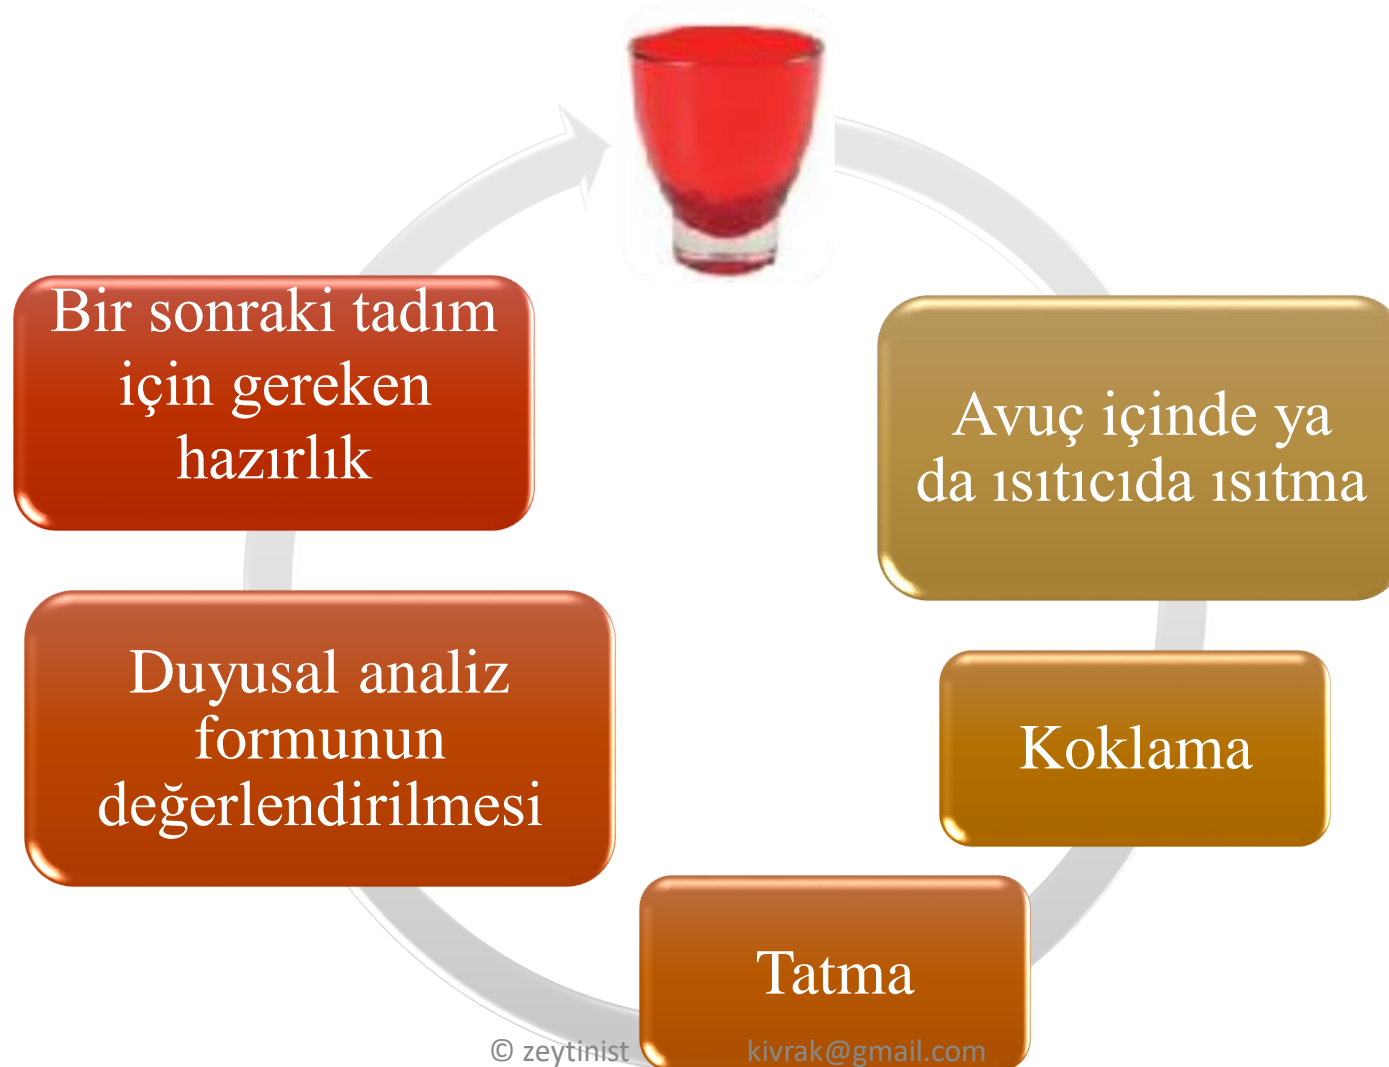 Bir sonraki tadım
için gereken
hazırlık
Avuç içinde ya
da ısıtıcıda ısıtma
Duyusal analiz
formunun
değerlendirilmesi
Koklama
Tatma
© zeytinist kivrak@gmail.com